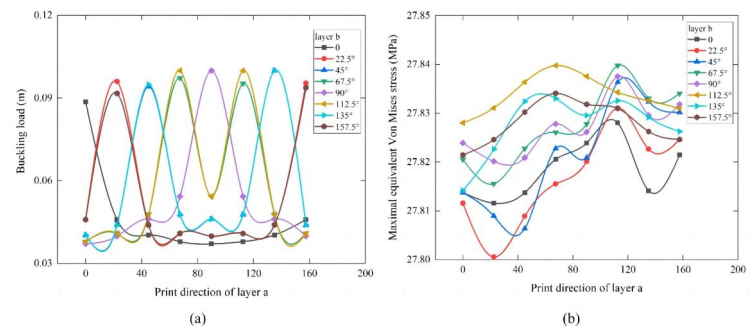 0.12
0.09
0.06
0.03
Buckling load (m)
layer b
0
22.5°
45°
67.5°
90°
112.5°
135°
157.5°
0 40 80 120 160 200
Print direction of layer a
(a)
27.85
27.84
27.83
27.82
27.81
27.80
Maximal equivalent Von Mises stress (MPa)
layer b
0
22.5°
45°
67.5°
90°
112.5°
135°
157.5°
0 40 80 120 160 200
Print direction of layer a
(b)